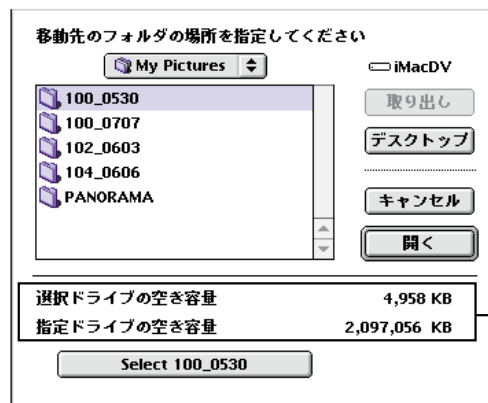 移動先のフォルダの場所を指定してください
My Pictures
iMacDV
100_0530
100_0707
102_0603
104_0606
PANORAMA
取り出し
デスクトップ
キャンセル
開く
選択ドライブの空き容量 4,958 KB
指定ドライブの空き容量 2,097,056 KB
Select 100_0530